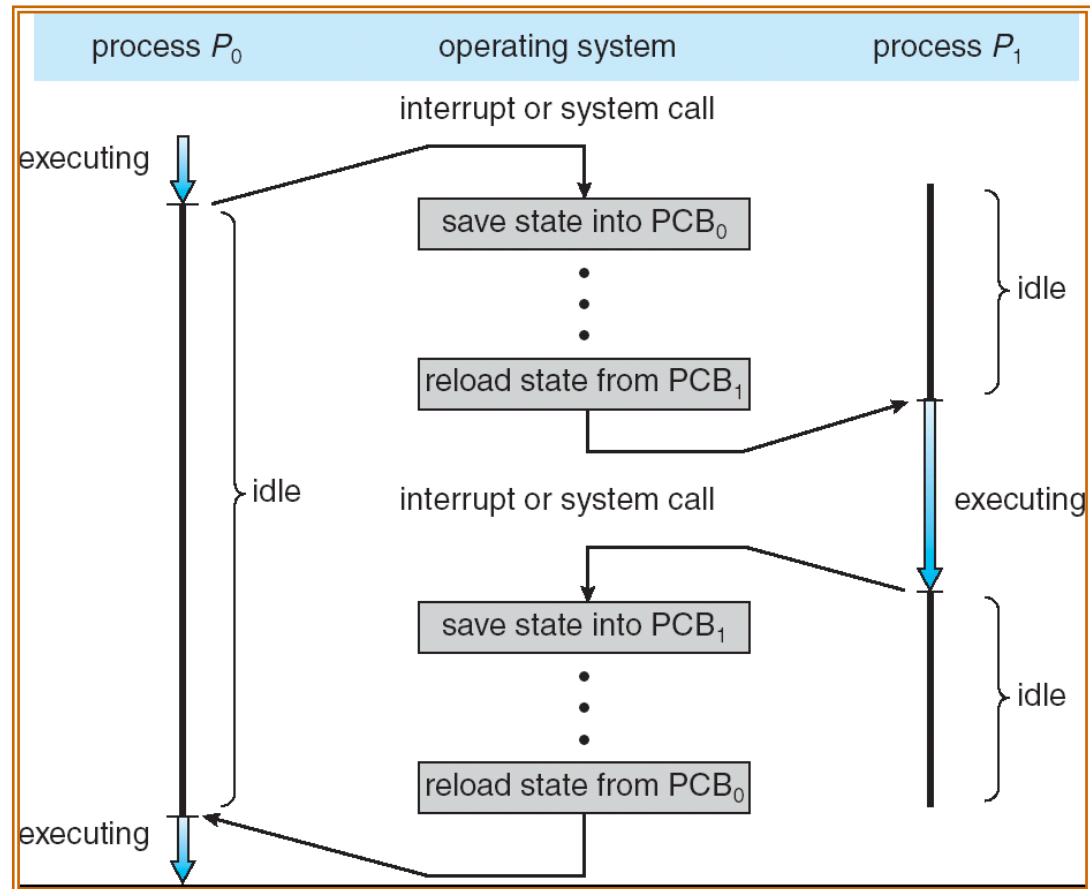 process P₀ operating system process P₁
interrupt or system call
executing
save state into PCB₀
idle
reload state from PCB₁
idle
interrupt or system call
executing
save state into PCB₁
idle
reload state from PCB₀
executing